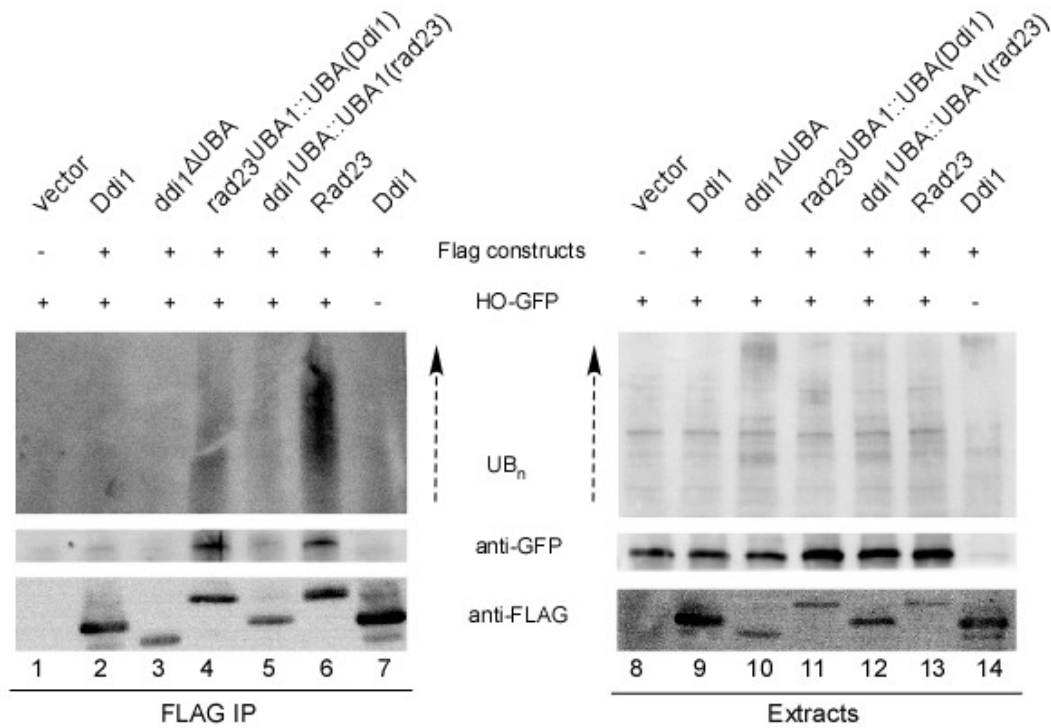 vector Ddi1 ddi1ΔUBA rad23UBA1::UBA(Ddi1) ddi1UBA::UBA1(rad23) Rad23 Ddi1 vector Ddi1 ddi1ΔUBA rad23UBA1::UBA(Ddi1) ddi1UBA::UBA1(rad23) Rad23 Ddi1
- + + + + + + Flag constructs - + + + + + +
+ + + + + + - HO-GFP + + + + + + -
UBn
anti-GFP
anti-FLAG
1 2 3 4 5 6 7 8 9 10 11 12 13 14
FLAG IP Extracts